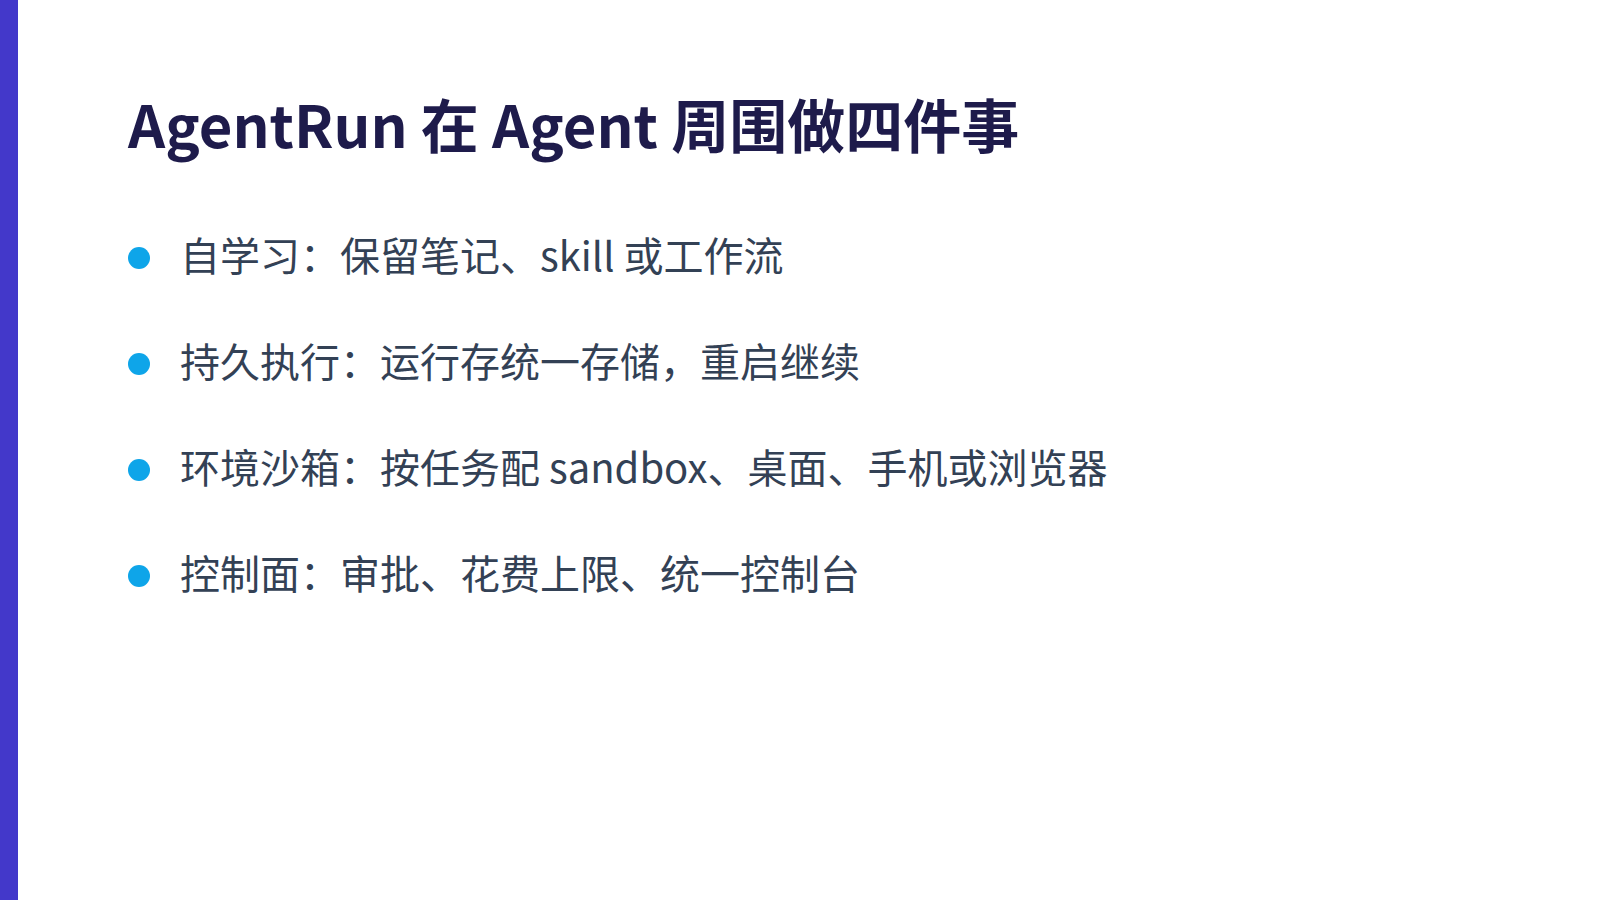 AgentRun 在 Agent 周围做四件事
自学习：保留笔记、skill 或工作流
持久执行：运行存统一存储，重启继续
环境沙箱：按任务配 sandbox、桌面、手机或浏览器
控制面：审批、花费上限、统一控制台